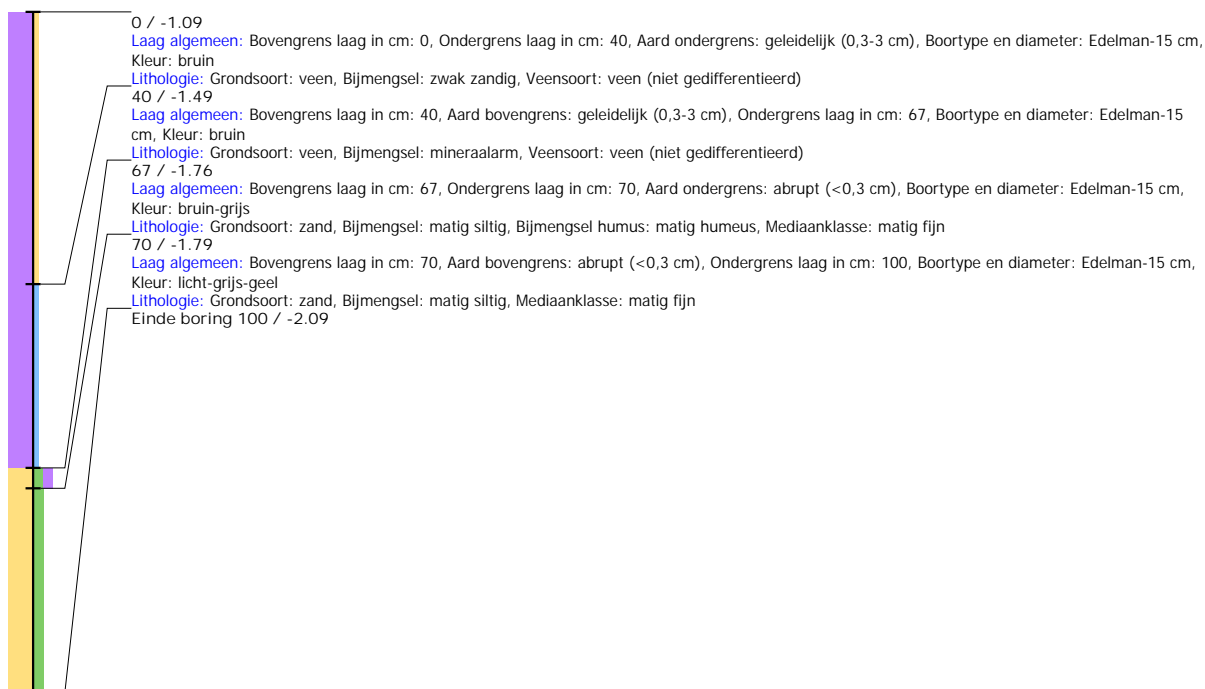 0 / -1.09
Laag algemeen: Bovengrens laag in cm: 0, Ondergrens laag in cm: 40, Aard ondergrens: geleidelijk (0,3-3 cm), Boortype en diameter: Edelman-15 cm,
Kleur: bruin
Lithologie: Grondsoort: veen, Bijmengsel: zwak zandig, Veensoort: veen (niet gedifferentieerd)
40 / -1.49
Laag algemeen: Bovengrens laag in cm: 40, Aard bovengrens: geleidelijk (0,3-3 cm), Ondergrens laag in cm: 67, Boortype en diameter: Edelman-15
cm, Kleur: bruin
Lithologie: Grondsoort: veen, Bijmengsel: mineraalarm, Veensoort: veen (niet gedifferentieerd)
67 / -1.76
Laag algemeen: Bovengrens laag in cm: 67, Ondergrens laag in cm: 70, Aard ondergrens: abrupt (<0,3 cm), Boortype en diameter: Edelman-15 cm,
Kleur: bruin-grijs
Lithologie: Grondsoort: zand, Bijmengsel: matig siltig, Bijmengsel humus: matig humeus, Mediaanklasse: matig fijn
70 / -1.79
Laag algemeen: Bovengrens laag in cm: 70, Aard bovengrens: abrupt (<0,3 cm), Ondergrens laag in cm: 100, Boortype en diameter: Edelman-15 cm,
Kleur: licht-grijs-geel
Lithologie: Grondsoort: zand, Bijmengsel: matig siltig, Mediaanklasse: matig fijn
Einde boring 100 / -2.09